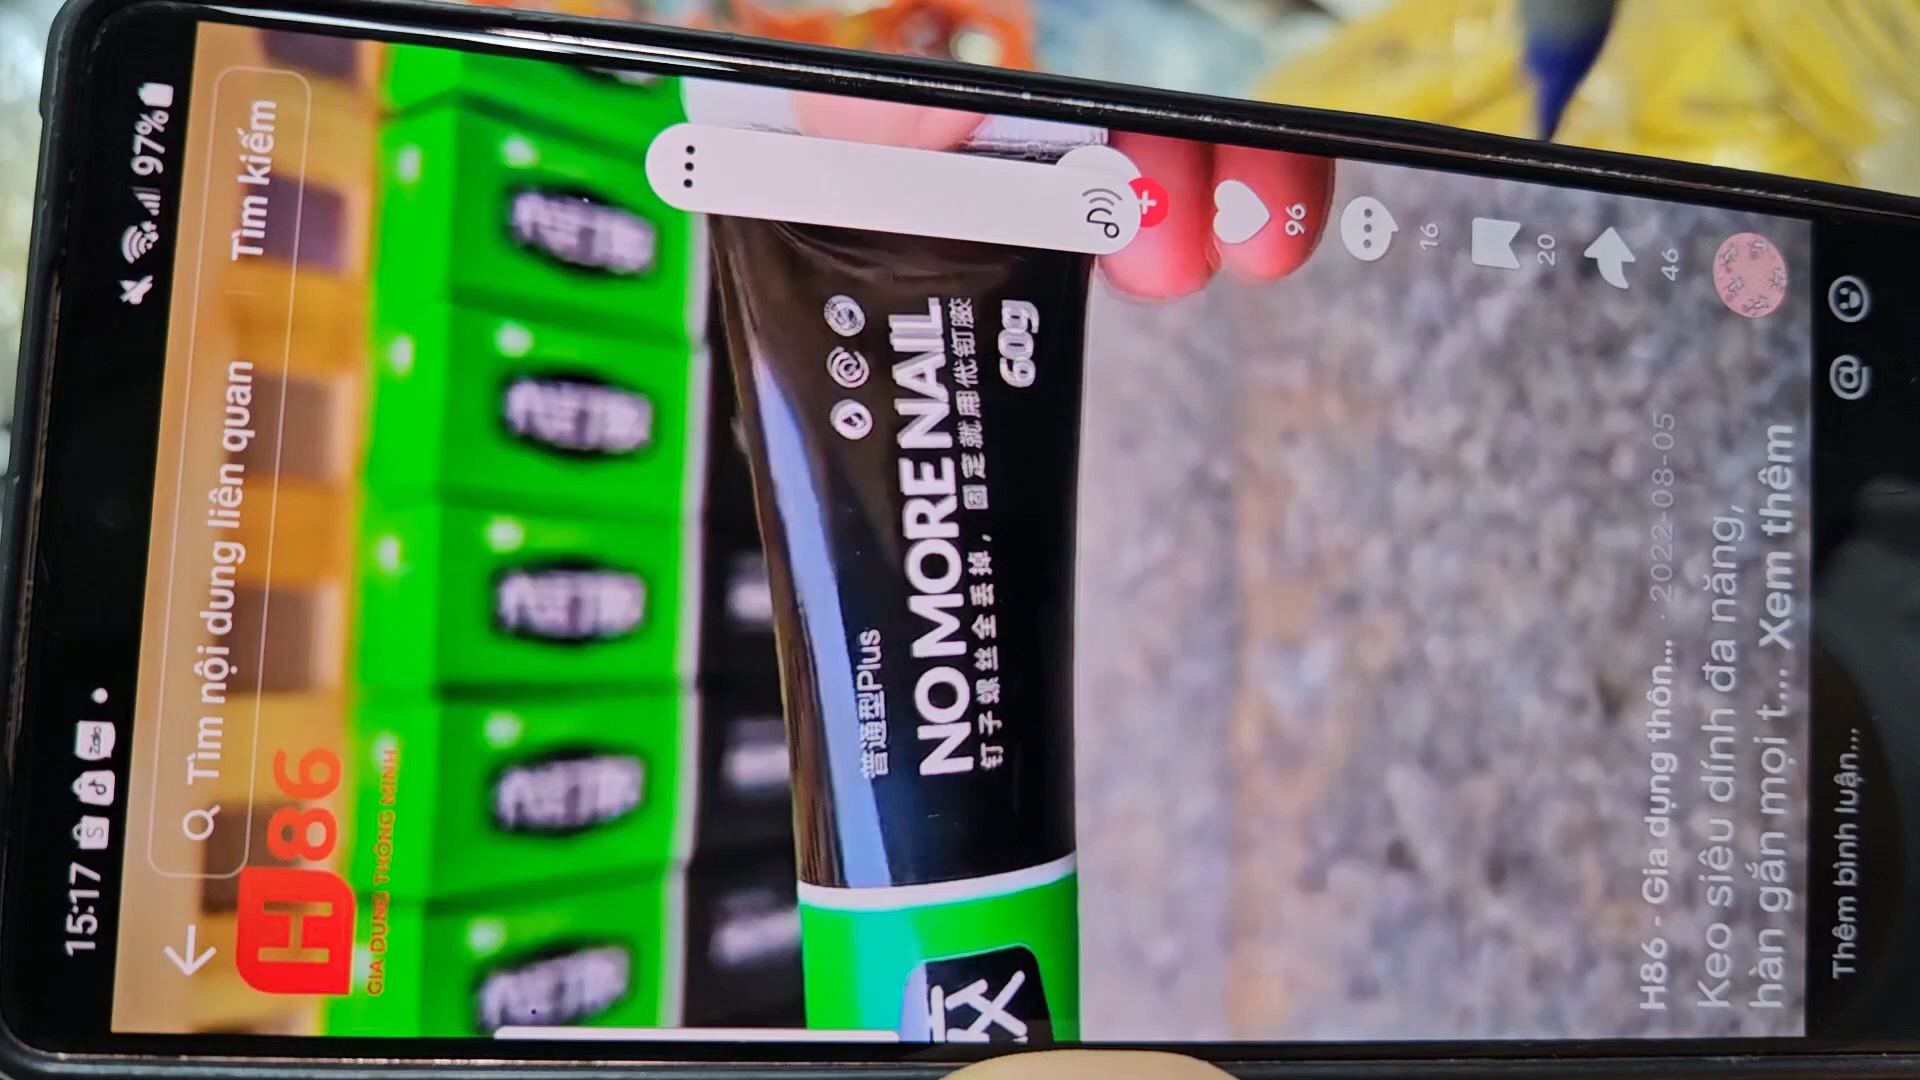 15:17
Zalo
97%
Tìm nội dung liên quan
Tìm kiếm
H86
GIA DỤNG THÔNG MINH
普通型Plus
NO MORE NAIL
钉子螺丝全丢掉，固定就用代钉胶
60g
96
16
20
46
H86 - Gia dụng thôn... · 2022-08-05
Keo siêu dính đa năng,
hàn gắn mọi t... Xem thêm
Thêm bình luận...
@